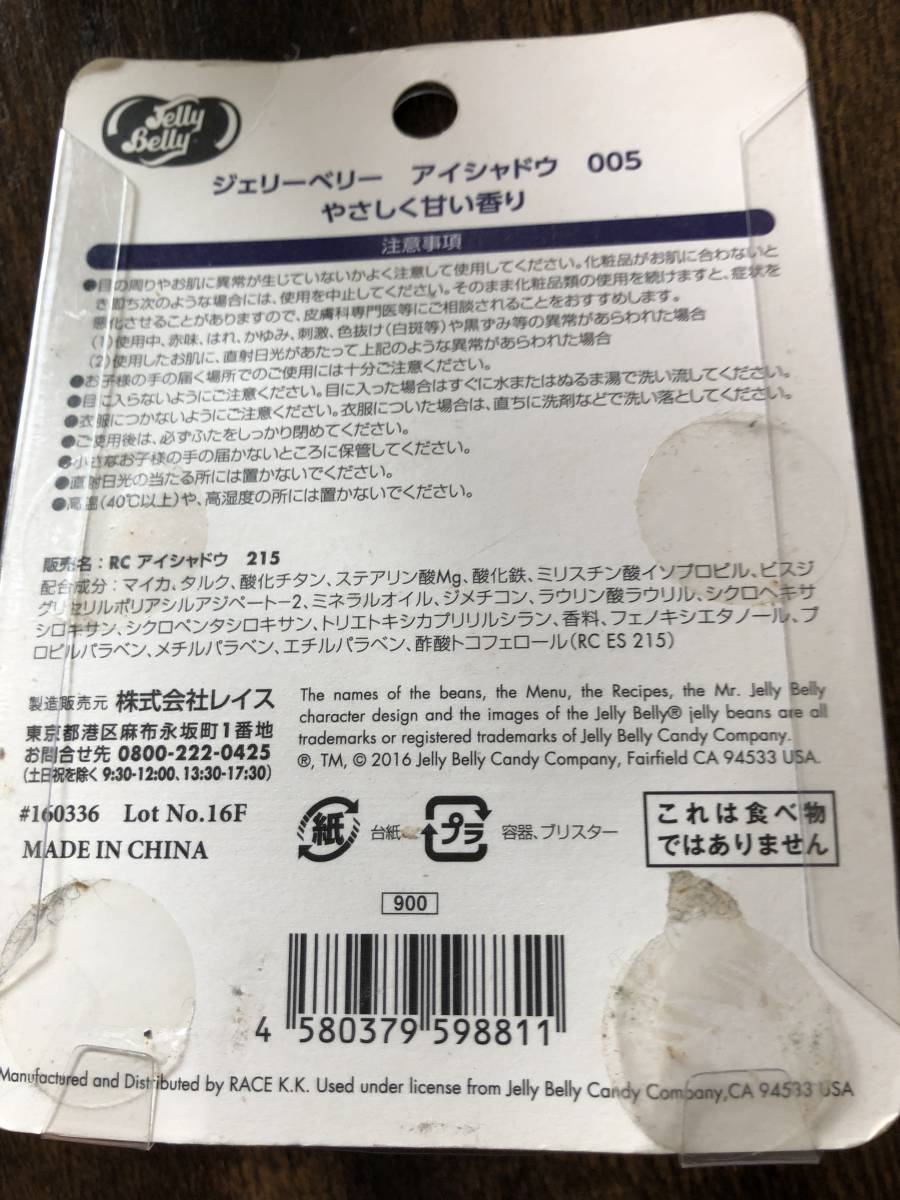 Jelly
Belly
ジェリーベリー アイシャドウ 005
やさしく甘い香り
注意事項
●目の周りやお肌に異常が生じていないかよく注意して使用してください。化粧品がお肌に合わないと
き即ち次のような場合には、使用を中止してください。そのまま化粧品類の使用を続けますと、症状を
悪化させることがありますので、皮膚科専門医等にご相談されることをおすすめします。
(1)使用中、赤味、はれ、かゆみ、刺激、色抜け(白斑等)や黒ずみ等の異常があらわれた場合
(2)使用したお肌に、直射日光があたって上記のような異常があらわれた場合
●お子様の手の届く場所でのご使用には十分ご注意ください。
●目に入らないようにご注意ください。目に入った場合はすぐに水またはぬるま湯で洗い流してください。
●衣服につかないようにご注意ください。衣服についた場合は、直ちに洗剤などで洗い落としてください。
●ご使用後は、必ずふたをしっかり閉めてください。
●小さなお子様の手の届かないところに保管してください。
●直射日光の当たる所には置かないでください。
●高温(40℃以上)や、高湿度の所には置かないでください。
販売名:RC アイシャドウ 215
配合成分:マイカ、タルク、酸化チタン、ステアリン酸Mg、酸化鉄、ミリスチン酸イソプロピル、ビスジ
グリセリルポリアシルアジペート-2、ミネラルオイル、ジメチコン、ラウリン酸ラウリル、シクロヘキサ
シロキサン、シクロペンタシロキサン、トリエトキシカプリリルシラン、香料、フェノキシエタノール、プ
ロピルパラベン、メチルパラベン、エチルパラベン、酢酸トコフェロール(RC ES 215)
製造販売元 株式会社レイス
東京都港区麻布永坂町1番地
お問合せ先 0800-222-0425
(土日祝を除く 9:30-12:00、13:30-17:30)
The names of the beans, the Menu, the Recipes, the Mr. Jelly Belly
character design and the images of the Jelly Belly® jelly beans are all
trademarks or registered trademarks of Jelly Belly Candy Company.
®, TM, © 2016 Jelly Belly Candy Company, Fairfield CA 94533 USA.
#160336 Lot No.16F
MADE IN CHINA
紙 台紙 プラ 容器、ブリスター
これは食べ物
ではありません
900
4 580379 598811
Manufactured and Distributed by RACE K.K. Used under license from Jelly Belly Candy Company,CA 94533 USA